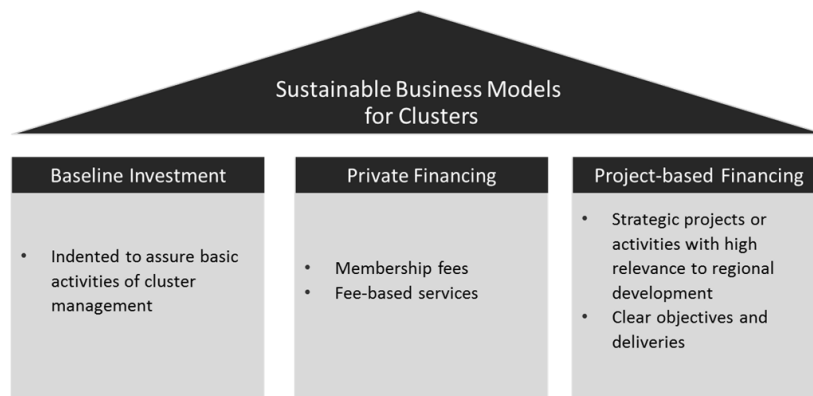 Sustainable Business Models
for Clusters
Baseline Investment
• Indented to assure basic
activities of cluster
management
Private Financing
• Membership fees
• Fee-based services
Project-based Financing
• Strategic projects or
activities with high
relevance to regional
development
• Clear objectives and
deliveries